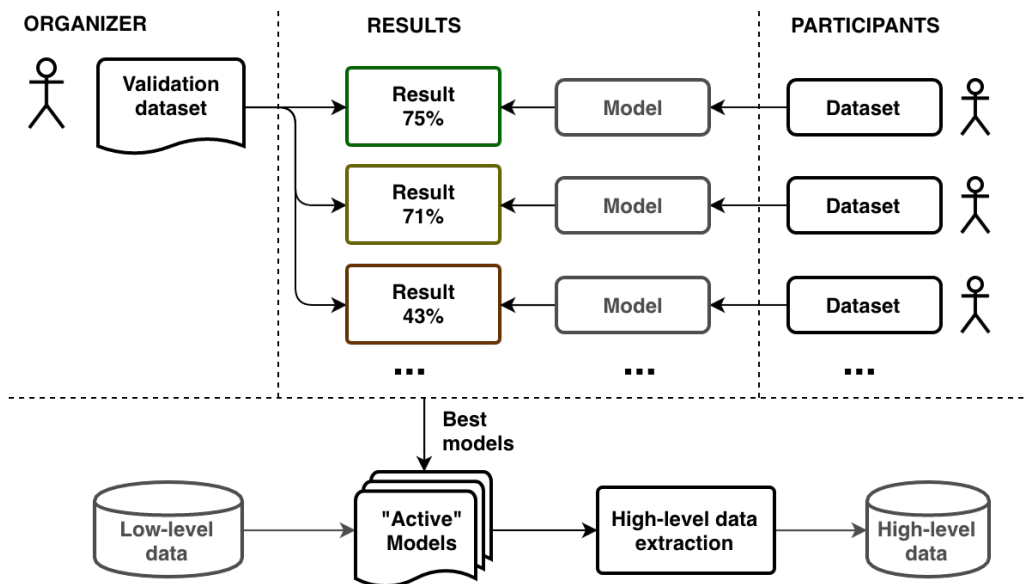 ORGANIZER
RESULTS
PARTICIPANTS
Validation
dataset
Result
75%
Model
Dataset
Result
71%
Model
Dataset
Result
43%
Model
Dataset
...
...
...
Best
models
Low-level
data
"Active"
Models
High-level data
extraction
High-level
data